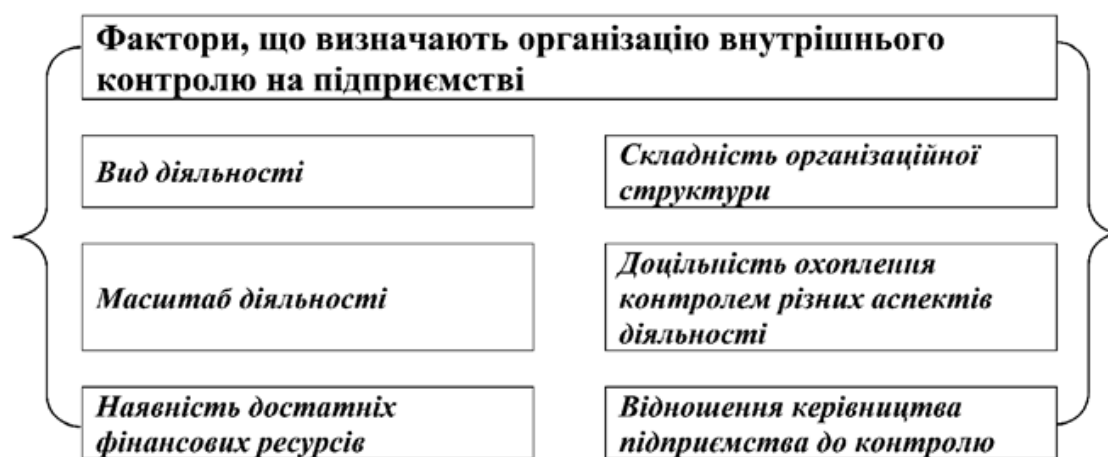 Фактори, що визначають організацію внутрішнього
контролю на підприємстві
Вид діяльності
Складність організаційної
структури
Масштаб діяльності
Доцільність охоплення
контролем різних аспектів
діяльності
Наявність достатніх
фінансових ресурсів
Відношення керівництва
підприємства до контролю